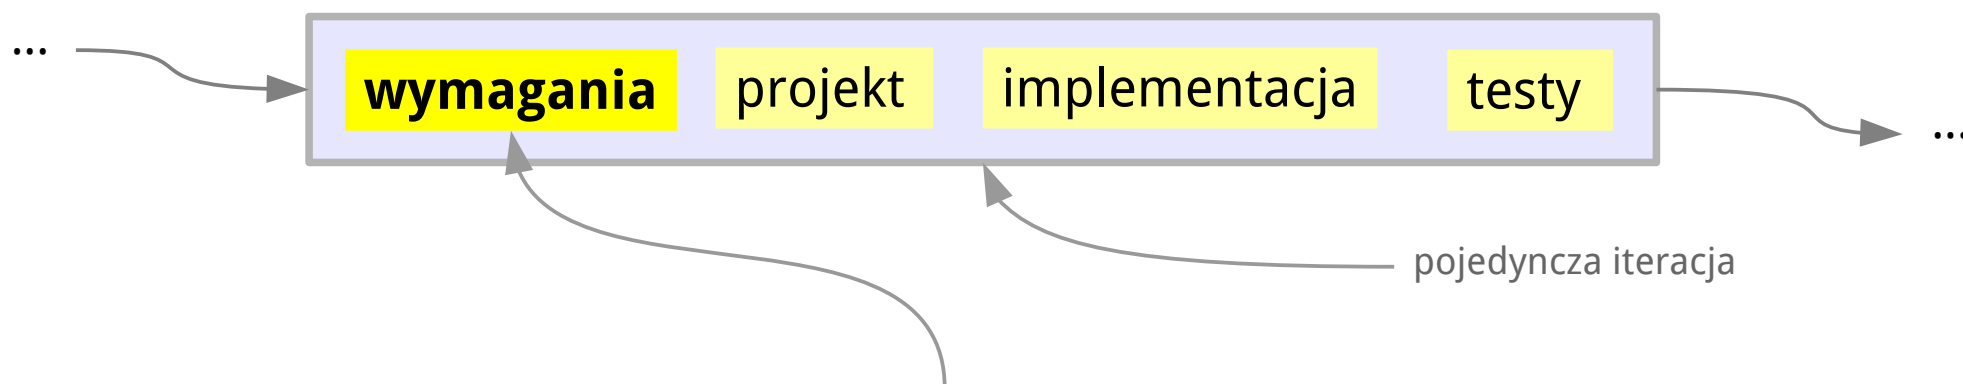 ...
wymagania
projekt
implementacja
testy
...
pojedyncza iteracja